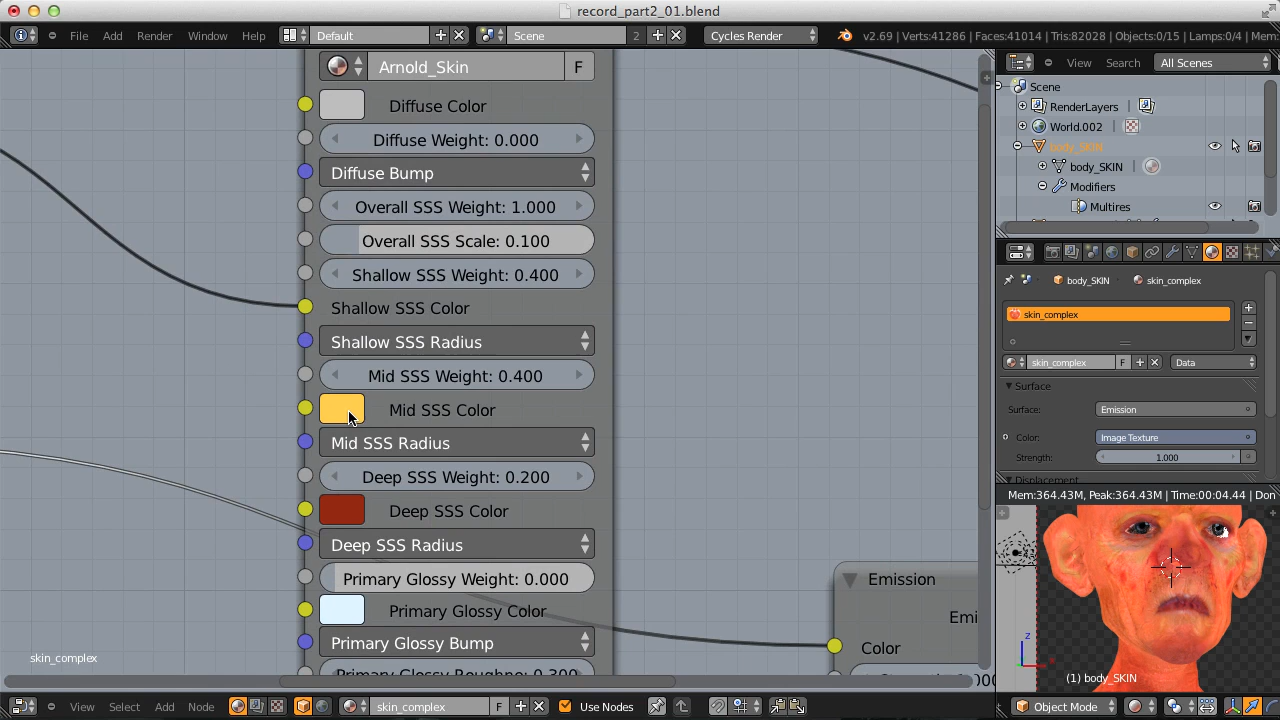 record_part2_01.blend
File Add Render Window Help Default Scene 2 Cycles Render v2.69 | Verts:41286 | Faces:41014 | Tris:82028 | Objects:0/15 | Lamps:0/4 | Mem:
Arnold_Skin F
Diffuse Color
Diffuse Weight: 0.000
Diffuse Bump
Overall SSS Weight: 1.000
Overall SSS Scale: 0.100
Shallow SSS Weight: 0.400
Shallow SSS Color
Shallow SSS Radius
Mid SSS Weight: 0.400
Mid SSS Color
Mid SSS Radius
Deep SSS Weight: 0.200
Deep SSS Color
Deep SSS Radius
Primary Glossy Weight: 0.000
Primary Glossy Color
Primary Glossy Bump
Primary Glossy Roughne: 0.300
Emission
Emi
Color
skin_complex
View Select Add Node skin_complex F Use Nodes
View Search All Scenes
Scene
RenderLayers
World.002
body_SKIN
body_SKIN
Modifiers
Multires
body_SKIN skin_complex
skin_complex
skin_complex F Data
Surface
Surface: Emission
Color: Image Texture
Strength: 1.000
Displacement
Mem:364.43M, Peak:364.43M | Time:00:04.44 | Don
z
(1) body_SKIN
Object Mode